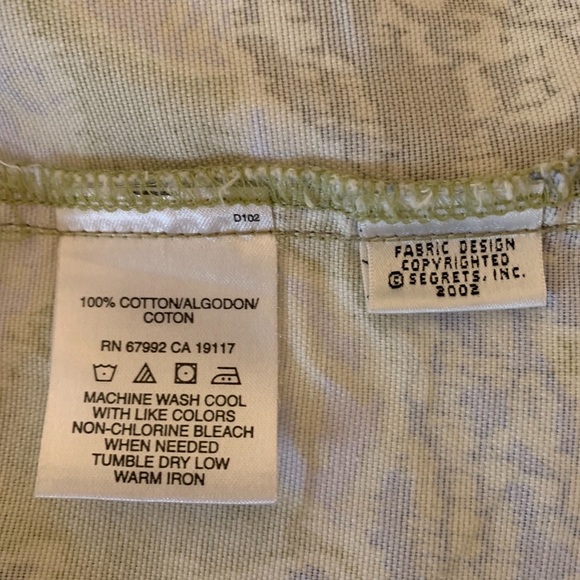 D102
100% COTTON/ALGODON/
COTON
RN 67992 CA 19117
MACHINE WASH COOL
WITH LIKE COLORS
NON-CHLORINE BLEACH
WHEN NEEDED
TUMBLE DRY LOW
WARM IRON
FABRIC DESIGN
COPYRIGHTED
© SEGRETS, INC.
2002